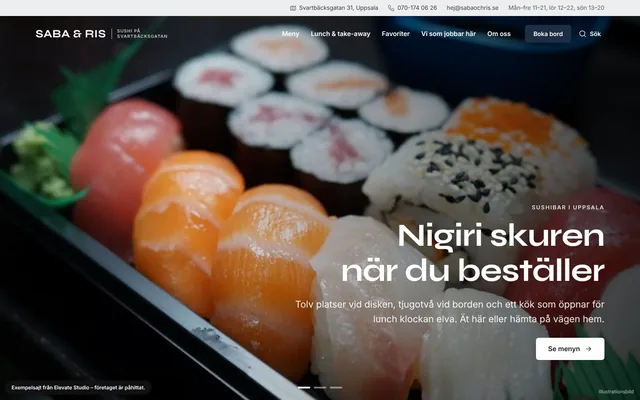 Svartbäcksgatan 31, Uppsala 070-174 06 26 hej@sabaochris.se Mån–fre 11–21, lör 12–22, sön 13–20
SABA & RIS SUSHI PÅ
SVARTBÄCKSGATAN
Meny Lunch & take-away Favoriter Vi som jobbar här Om oss Boka bord Sök
SUSHIBAR I UPPSALA
Nigiri skuren
när du beställer
Tolv platser vid disken, tjugotvå vid borden och ett kök som öppnar för
lunch klockan elva. Ät här eller hämta på vägen hem.
Se menyn
Exempelsajt från Elevate Studio – företaget är påhittat.
Illustrationsbild